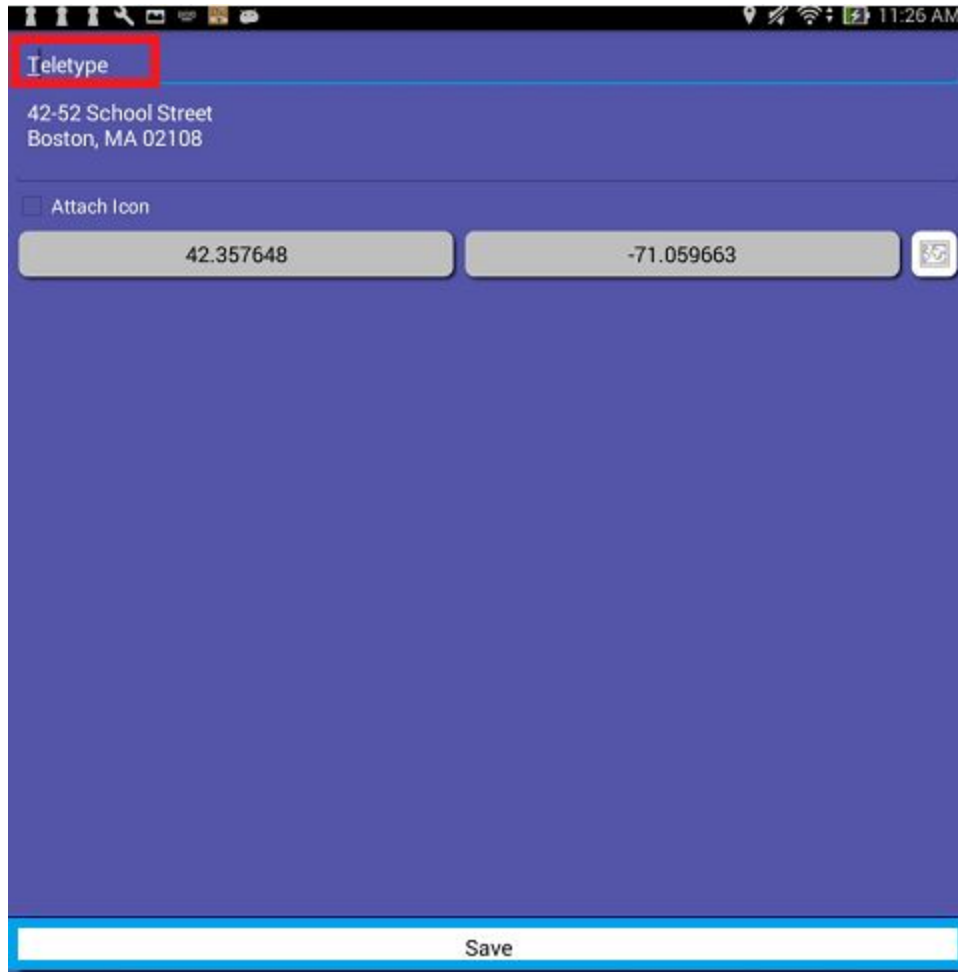 11:26 AM
Teletype
42-52 School Street
Boston, MA 02108
Attach Icon
42.357648
-71.059663
Save